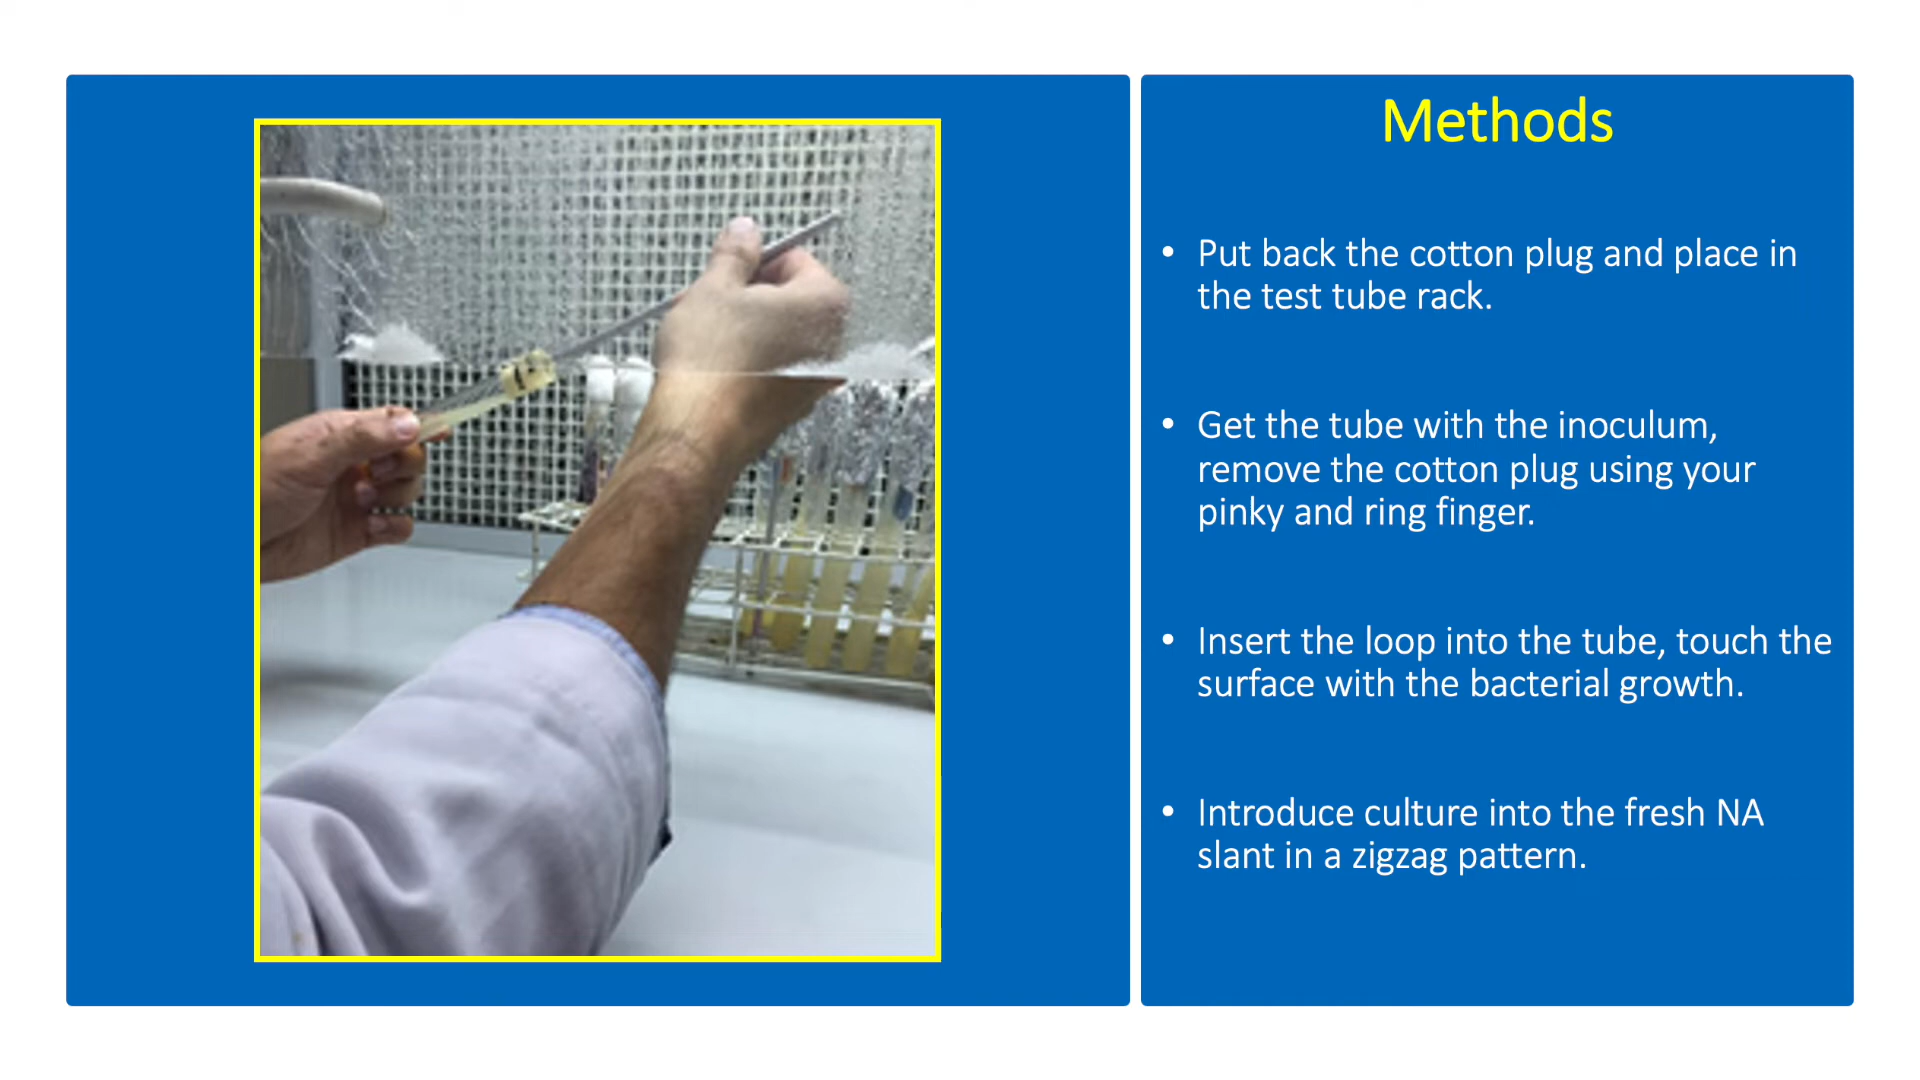 Methods
• Put back the cotton plug and place in
the test tube rack.
• Get the tube with the inoculum,
remove the cotton plug using your
pinky and ring finger.
• Insert the loop into the tube, touch the
surface with the bacterial growth.
• Introduce culture into the fresh NA
slant in a zigzag pattern.